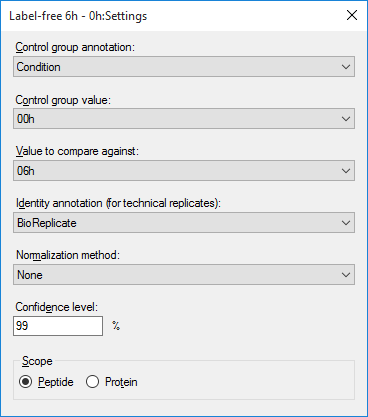 Label-free 6h - 0h:Settings
Control group annotation:
Condition
Control group value:
00h
Value to compare against:
06h
Identity annotation (for technical replicates):
BioReplicate
Normalization method:
None
Confidence level:
99 %
Scope
Peptide Protein